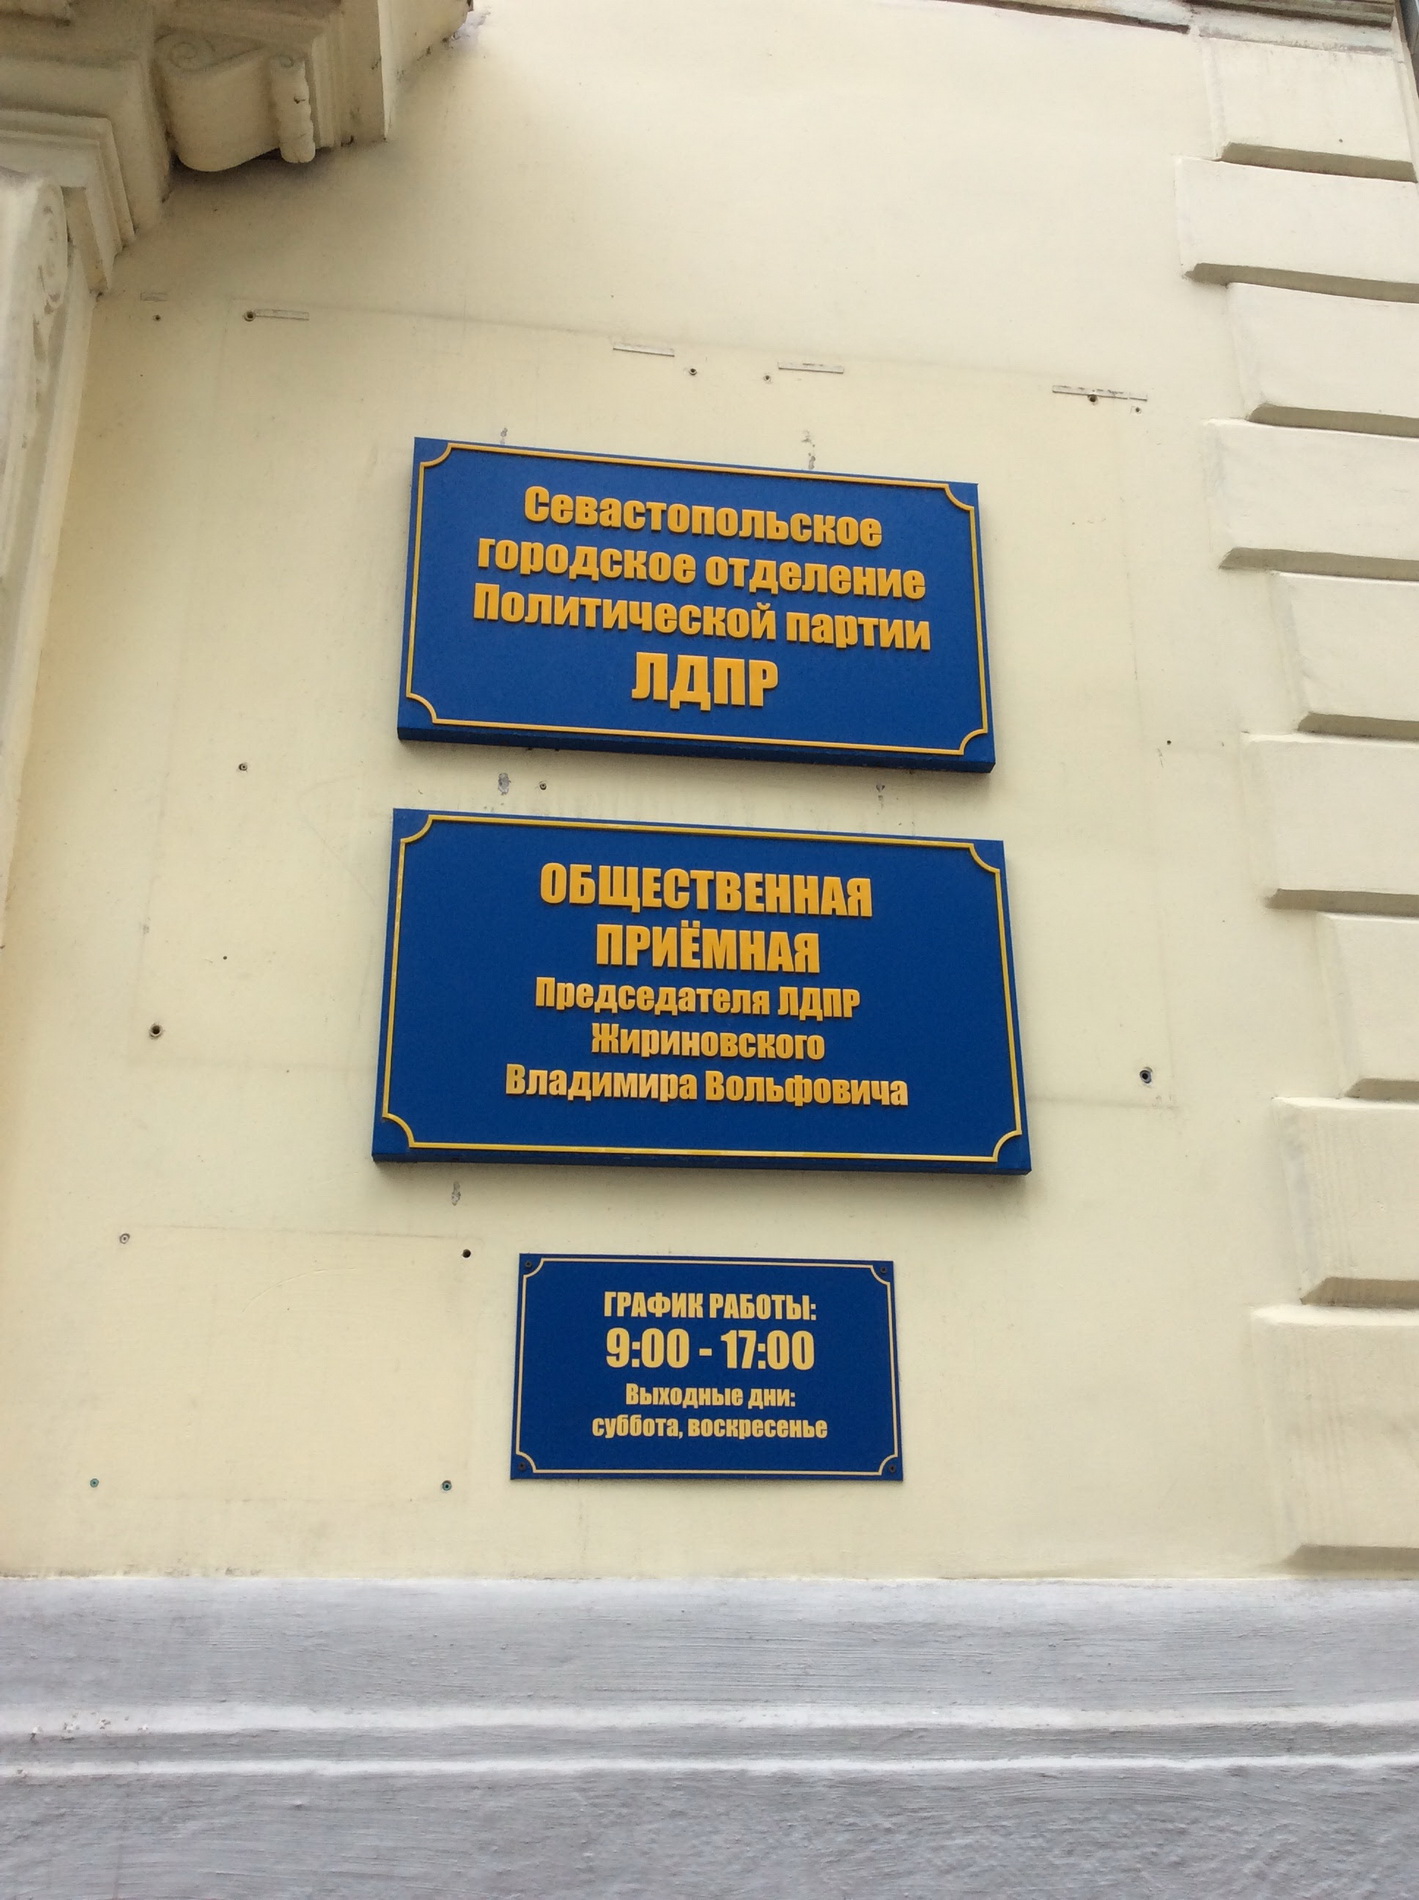 Севастопольское
городское отделение
Политической партии
ЛДПР
ОБЩЕСТВЕННАЯ
ПРИЁМНАЯ
Председателя ЛДПР
Жириновского
Владимира Вольфовича
ГРАФИК РАБОТЫ:
9:00 - 17:00
Выходные дни:
суббота, воскресенье